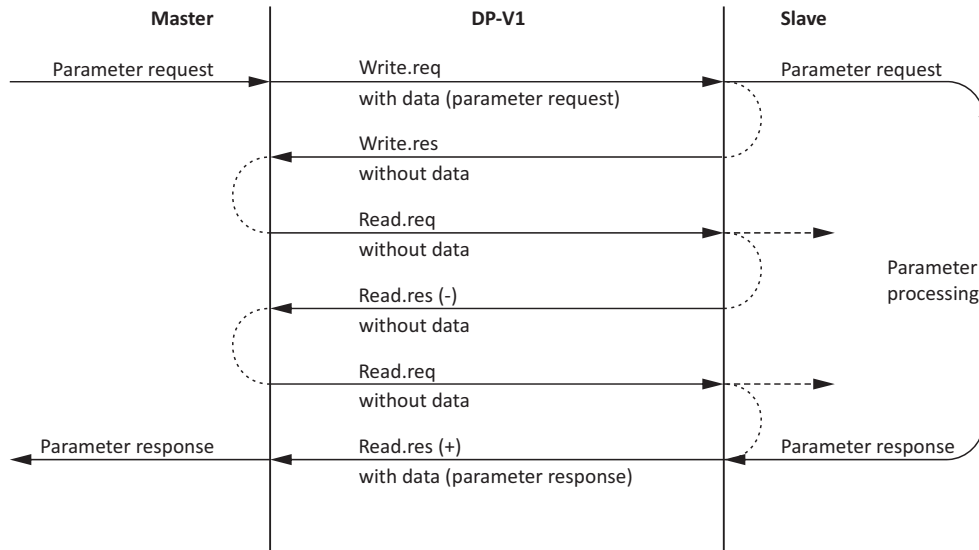 Master DP-V1 Slave
Parameter request Write.req Parameter request
with data (parameter request)
Write.res
without data
Read.req
without data
Parameter
processing
Read.res (-)
without data
Read.req
without data
Parameter response Read.res (+) Parameter response
with data (parameter response)